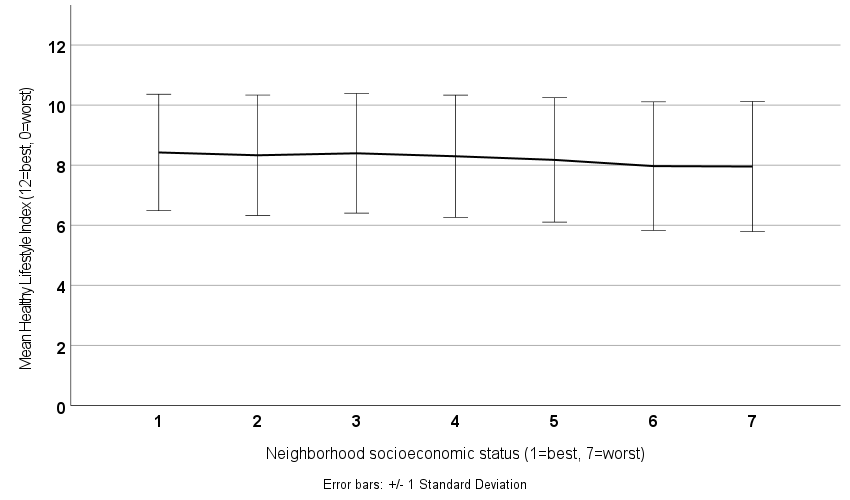 Mean Healthy Lifestyle Index (12=best, 0=worst)
12
10
8
6
4
2
0
1 2 3 4 5 6 7
Neighborhood socioeconomic status (1=best, 7=worst)
Error bars: +/- 1 Standard Deviation